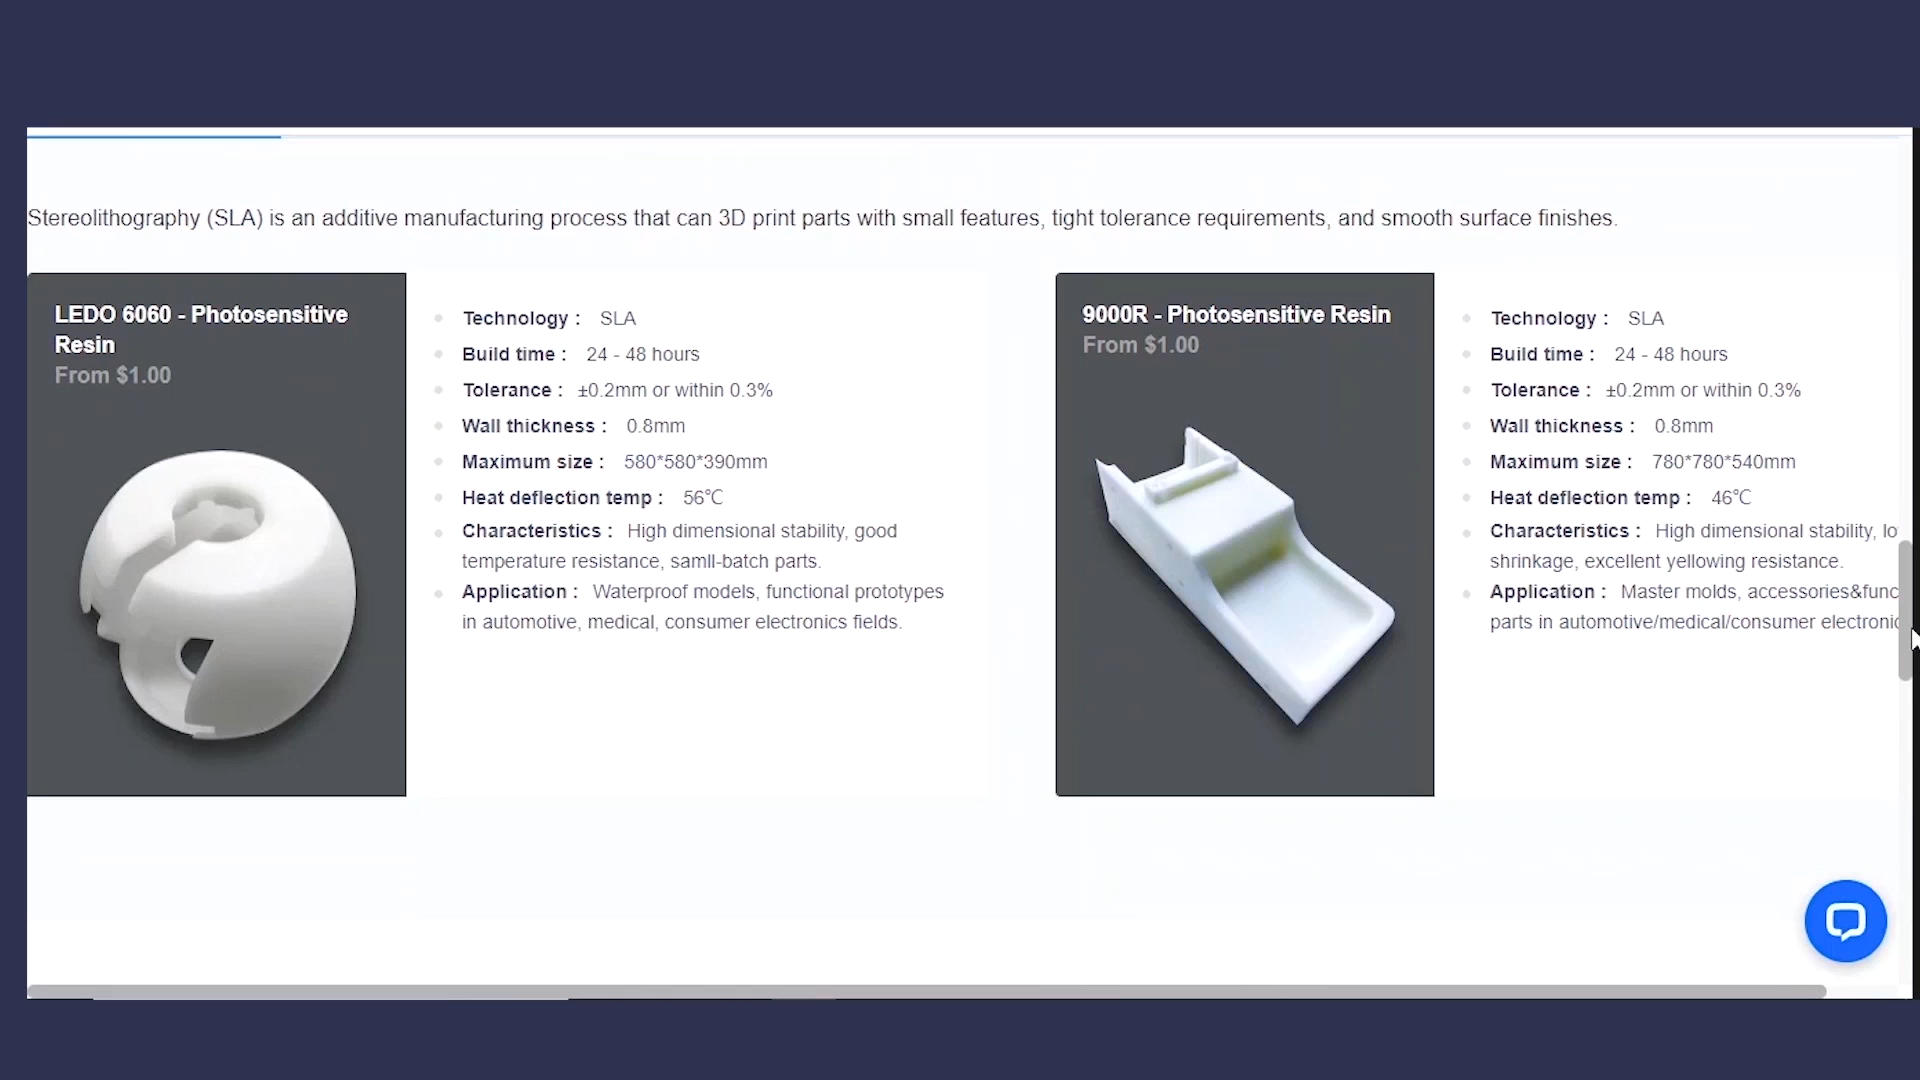 Stereolithography (SLA) is an additive manufacturing process that can 3D print parts with small features, tight tolerance requirements, and smooth surface finishes.
LEDO 6060 - Photosensitive
Resin
From $1.00
Technology : SLA
Build time : 24 - 48 hours
Tolerance : ±0.2mm or within 0.3%
Wall thickness : 0.8mm
Maximum size : 580*580*390mm
Heat deflection temp : 56℃
Characteristics : High dimensional stability, good
temperature resistance, samll-batch parts.
Application : Waterproof models, functional prototypes
in automotive, medical, consumer electronics fields.
9000R - Photosensitive Resin
From $1.00
Technology : SLA
Build time : 24 - 48 hours
Tolerance : ±0.2mm or within 0.3%
Wall thickness : 0.8mm
Maximum size : 780*780*540mm
Heat deflection temp : 46℃
Characteristics : High dimensional stability, lo
shrinkage, excellent yellowing resistance.
Application : Master molds, accessories&func
parts in automotive/medical/consumer electronic